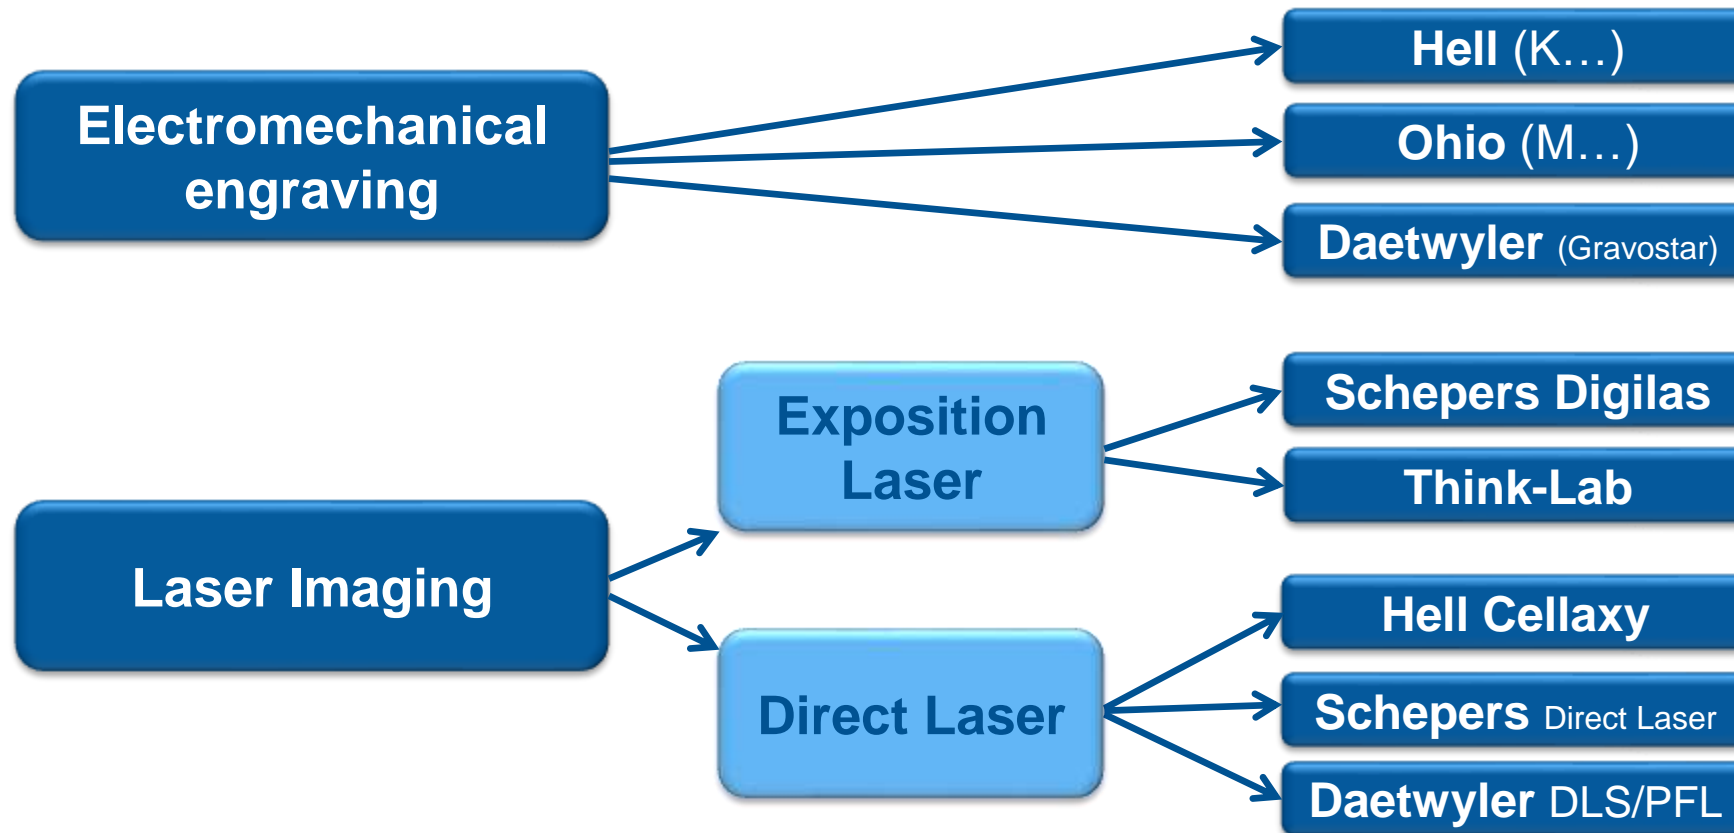 Electromechanical
engraving
Hell (K…)
Ohio (M…)
Daetwyler (Gravostar)
Laser Imaging
Exposition
Laser
Schepers Digilas
Think-Lab
Direct Laser
Hell Cellaxy
Schepers Direct Laser
Daetwyler DLS/PFL